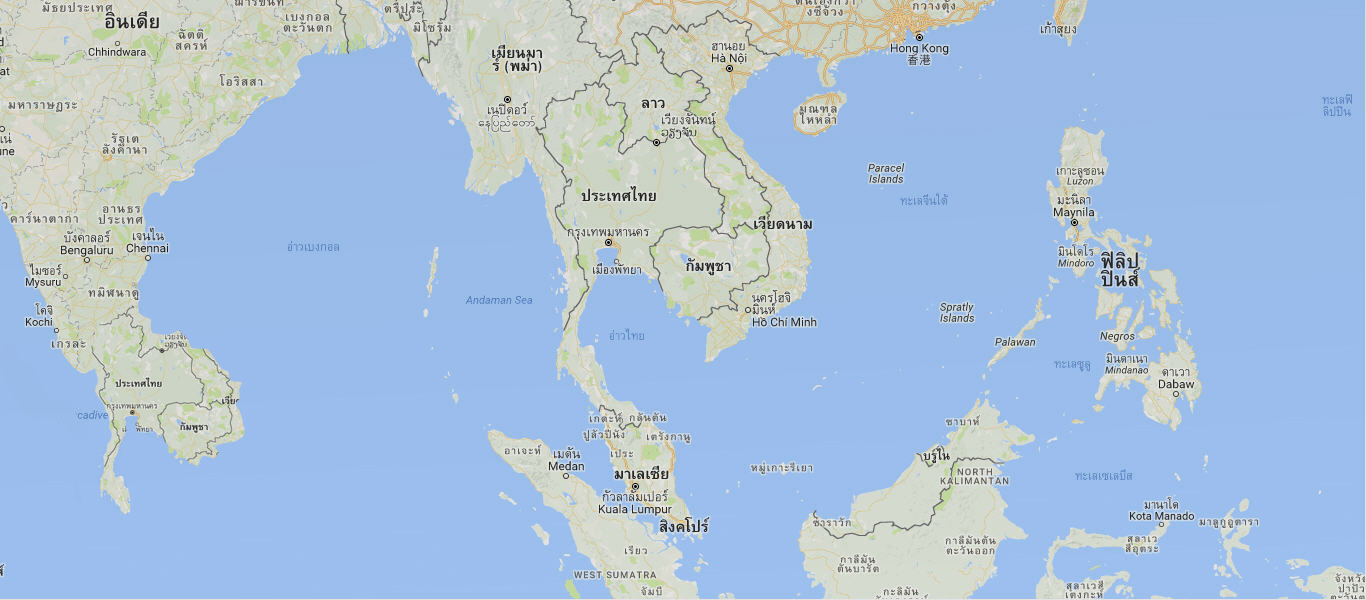 มัธยประเทศ
อินเดีย
Chhindwara
ฉัตติ
สครห์
เบงกอล
ตะวันตก
ตริปุระ
มิโซรัม
เมียนมา
ร์ (พม่า)
ฮานอย
Hà Nội
กวางตุ้ง
Hong Kong
香港
เก้าสยง
โอริสสา
มหาราษฏระ
เนปิดอว์
နေပြည်တော်
ลาว
เวียงจันทน์
ວຽງຈັນ
มณฑล
ไหหลำ
ทะเลฟิ
ลิปปิน
รัฐเต
ลังคานา
Paracel
Islands
ทะเลจีนใต้
เกาะลูซอน
Luzon
มะนิลา
Maynila
ประเทศไทย
คาร์นาตากา
อานธร
ประเทศ
บังคาลอร์
Bengaluru
เจนไน
Chennai
อ่าวเบงกอล
กรุงเทพมหานคร
เวียดนาม
เมืองพัทยา
กัมพูชา
มินโดโร
Mindoro
ฟิลิป
ปินส์
ไมซอร์
Mysuru
ทมิฬนาดู
Andaman Sea
นครโฮจิ
มินห์
Hồ Chí Minh
Spratly
Islands
โคจิ
Kochi
เกรละ
อ่าวไทย
Palawan
Negros
ทะเลซูลู
มินดาเนา
Mindanao
ดาเวา
Dabaw
ประเทศไทย
กรุงเทพมหานคร
cadive
พัทยา
กัมพูชา
กลันตัน
ปูลัวปีนัง
ตรังกานู
เประ
อาเจะห์
เมดัน
Medan
มาเลเซีย
กัวลาลัมเปอร์
Kuala Lumpur
หมู่เกาะรีเยา
ซาบาห์
บรูไน
NORTH
KALIMANTAN
ทะเลเซเลบีส
สิงคโปร์
ซาราวัก
มานาโด
Kota Manado
มาลูกูอุตารา
เรียว
WEST SUMATRA
จัมบี
กาลีมัน
ตันบารัต
กาลีมันตัน
ตะวันออก
กะลิมัน
สุลาเว
สีอุตระ
สุลาเวสี
เตงกะห์
จังหวั
ปาปัว